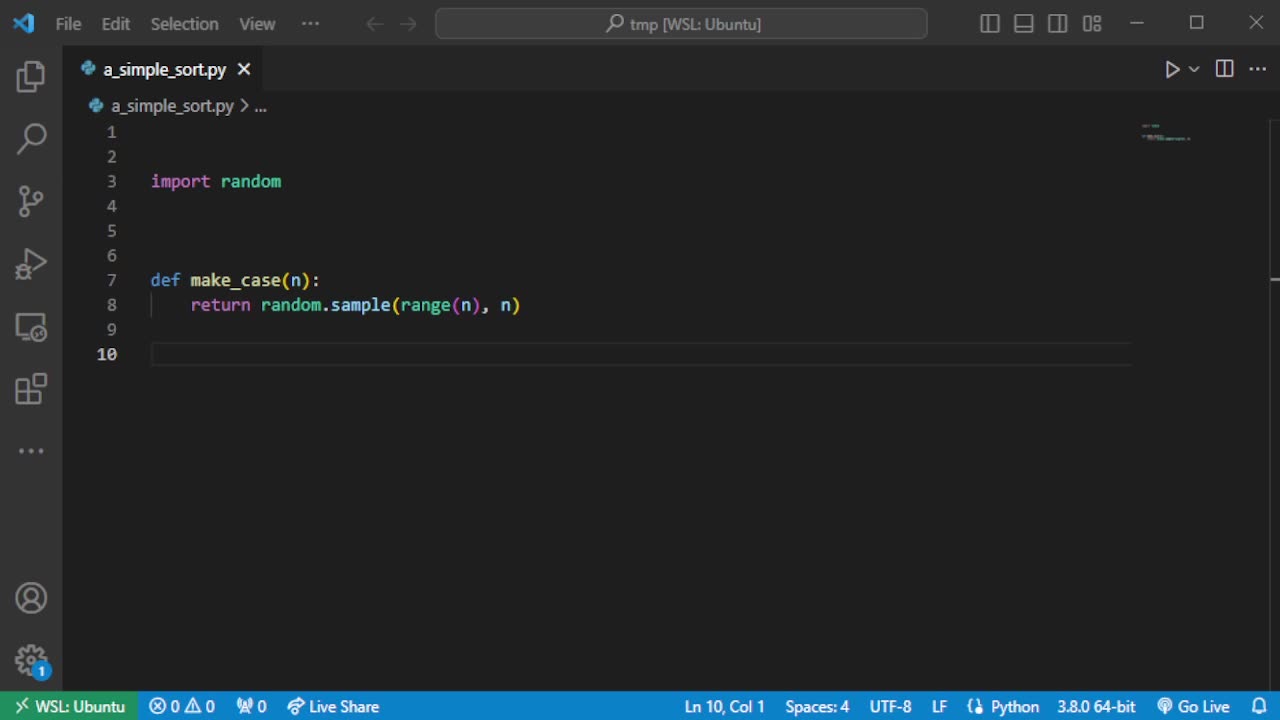 File Edit Selection View ··· tmp [WSL: Ubuntu]
a_simple_sort.py
a_simple_sort.py > ...
1
2
3 import random
4
5
6
7 def make_case(n):
8     return random.sample(range(n), n)
9
10
1
WSL: Ubuntu 0 0 0 Live Share Ln 10, Col 1 Spaces: 4 UTF-8 LF Python 3.8.0 64-bit Go Live